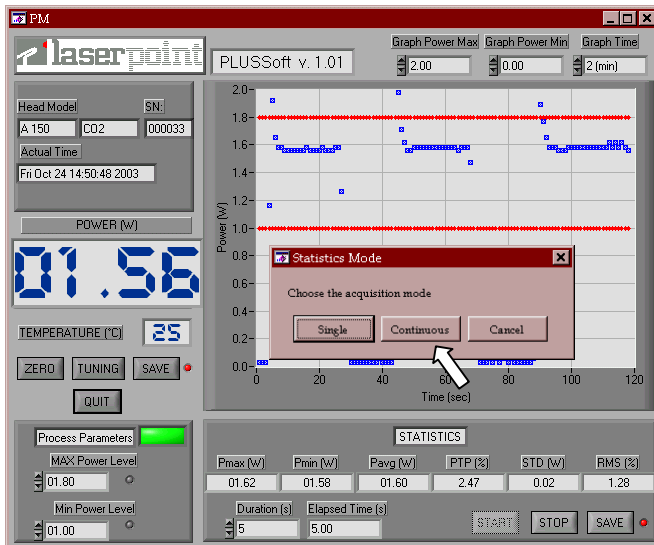 PM
laserpoint
PLUSSoft v. 1.01
Graph Power Max Graph Power Min Graph Time
2.00 0.00 2 (min)
Head Model SN:
A 150 CO2 000033
Actual Time
Fri Oct 24 14:50:48 2003
POWER (W)
01.56
TEMPERATURE (°C) 25
ZERO TUNING SAVE
QUIT
Power (W)
2.0
1.8
1.6
1.4
1.2
1.0
0.8
0.6
0.4
0.2
0.0
0 20 40 60 80 100 120
Time (sec)
Statistics Mode
Choose the acquisition mode
Single Continuous Cancel
Process Parameters
MAX Power Level
01.80
Min Power Level
01.00
STATISTICS
Pmax (W) Pmin (W) Pavg (W) PTP (%) STD (W) RMS (%)
01.62 01.58 01.60 2.47 0.02 1.28
Duration (s) Elapsed Time (s)
5 5.00
START STOP SAVE